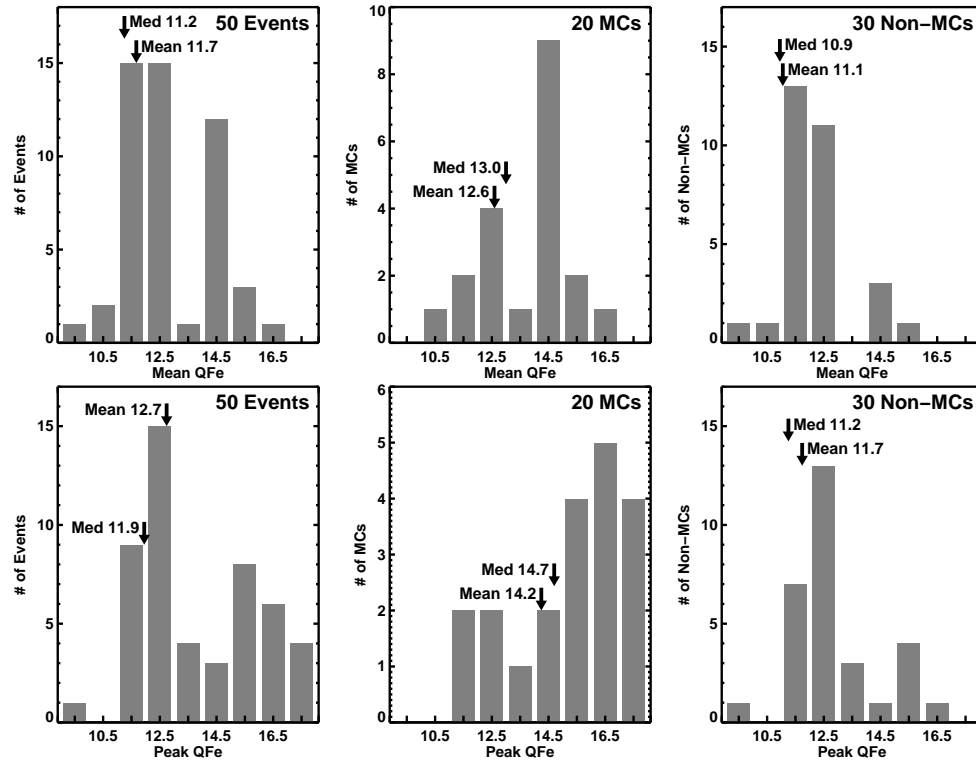 50 Events
Med 11.2
Mean 11.7
15
10
5
0
# of Events
10.5 12.5 14.5 16.5
Mean QFe
20 MCs
Med 13.0
Mean 12.6
10
8
6
4
2
0
# of MCs
10.5 12.5 14.5 16.5
Mean QFe
30 Non−MCs
Med 10.9
Mean 11.1
15
10
5
0
# of Non−MCs
10.5 12.5 14.5 16.5
Mean QFe
50 Events
Mean 12.7
Med 11.9
15
10
5
0
# of Events
10.5 12.5 14.5 16.5
Peak QFe
20 MCs
Med 14.7
Mean 14.2
6
5
4
3
2
1
0
# of MCs
10.5 12.5 14.5 16.5
Peak QFe
30 Non−MCs
Med 11.2
Mean 11.7
15
10
5
0
# of Non−MCs
10.5 12.5 14.5 16.5
Peak QFe